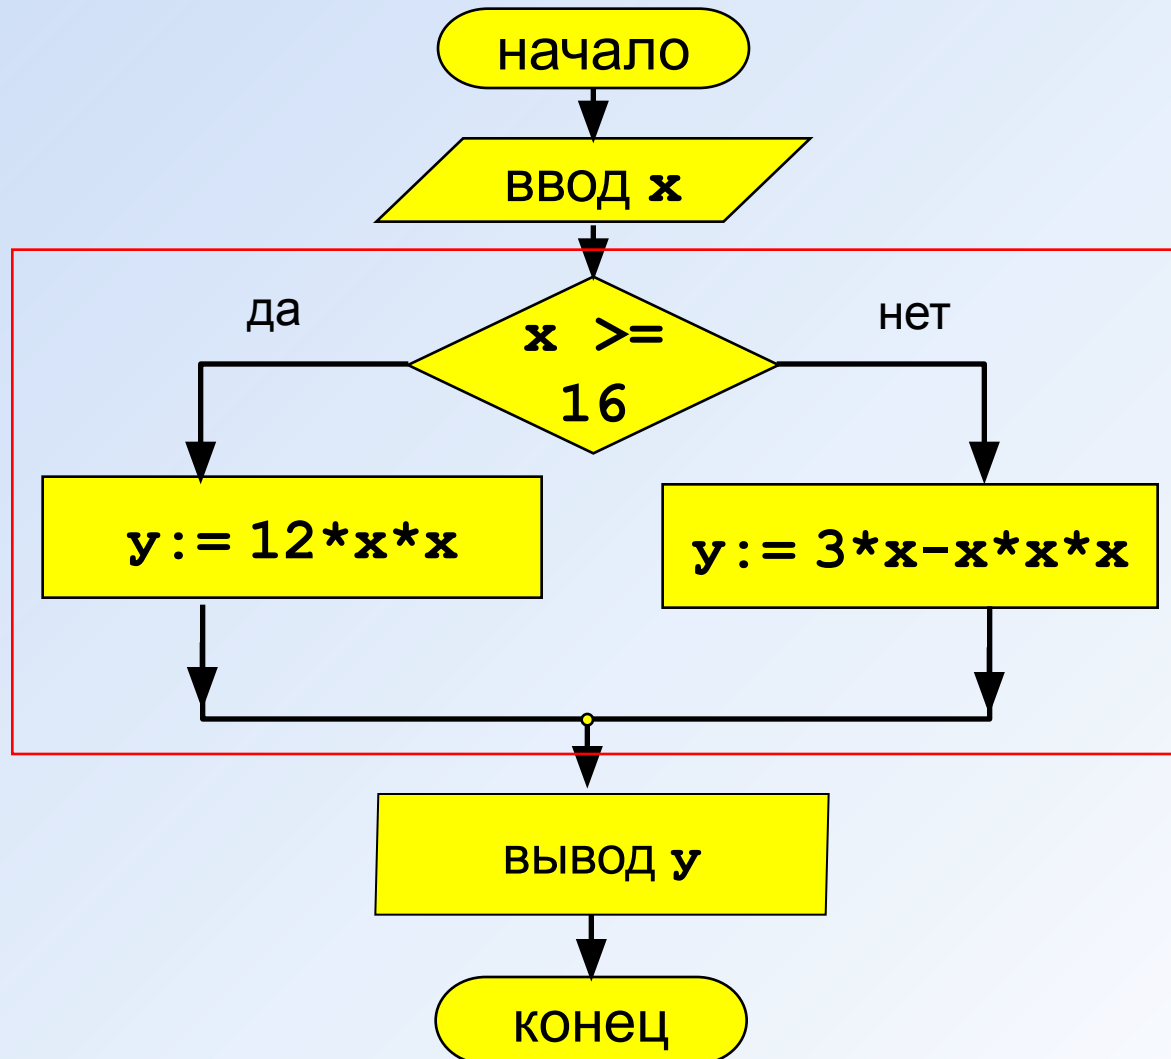 начало
ввод x
да
нет
x >=
16
y:= 12*x*x
y:= 3*x-x*x*x
вывод y
конец